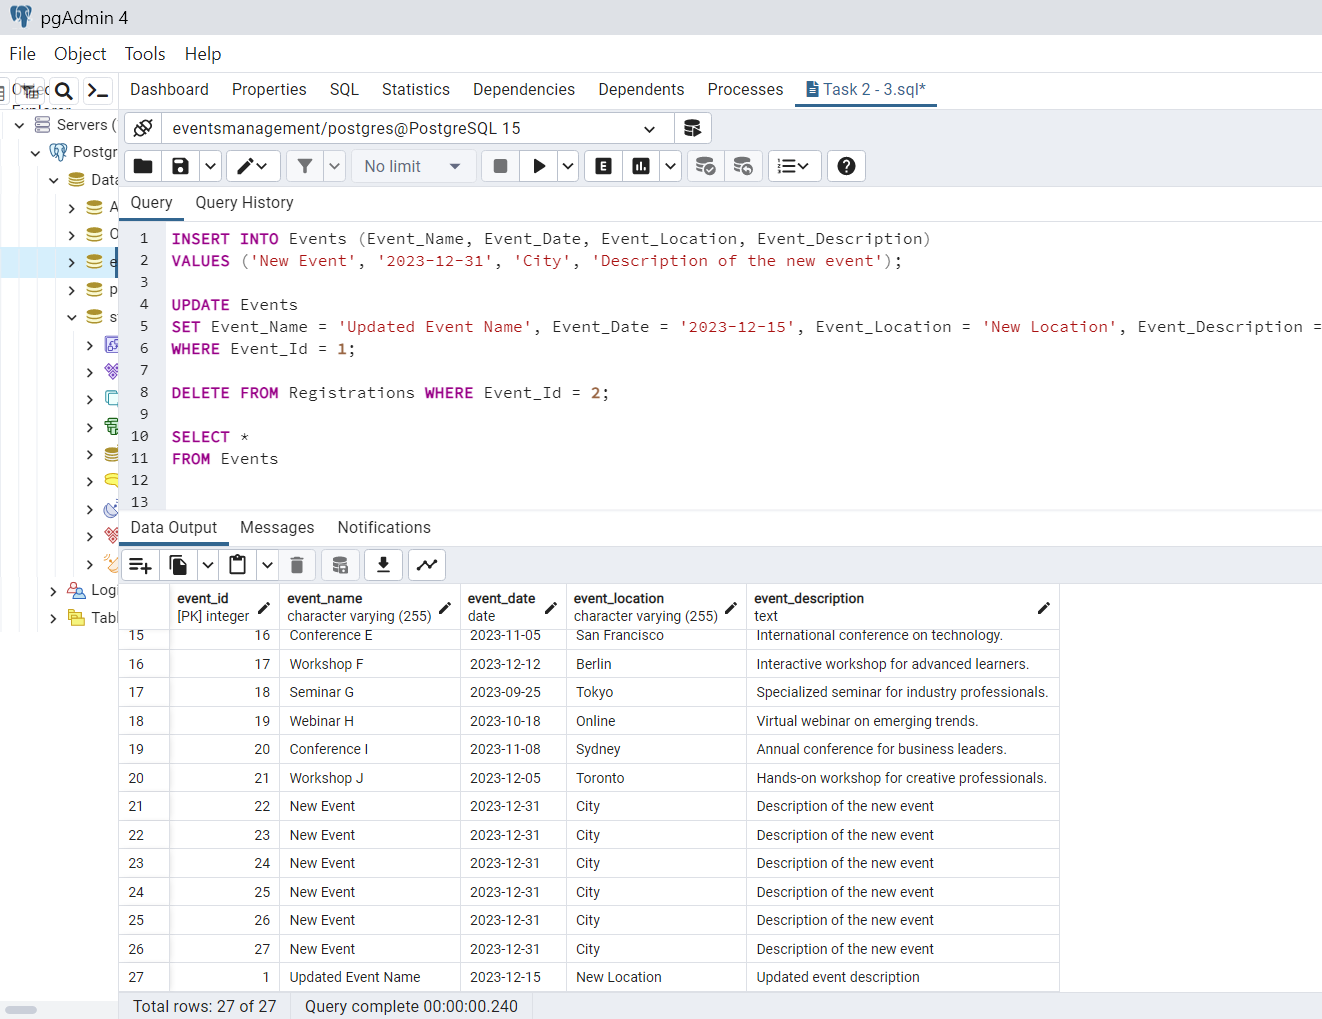 pgAdmin 4
File Object Tools Help
Dashboard Properties SQL Statistics Dependencies Dependents Processes Task 2 - 3.sql*
Servers (
eventsmanagement/postgres@PostgreSQL 15
Postgr
No limit E
Data
Query Query History
A
O
e
p
s
Logi
Tabl
1 INSERT INTO Events (Event_Name, Event_Date, Event_Location, Event_Description)
2 VALUES ('New Event', '2023-12-31', 'City', 'Description of the new event');
3
4 UPDATE Events
5 SET Event_Name = 'Updated Event Name', Event_Date = '2023-12-15', Event_Location = 'New Location', Event_Description =
6 WHERE Event_Id = 1;
7
8 DELETE FROM Registrations WHERE Event_Id = 2;
9
10 SELECT *
11 FROM Events
12
13
Data Output Messages Notifications
event_id event_name event_date event_location event_description
[PK] integer character varying (255) date character varying (255) text
15 16 Conference E 2023-11-05 San Francisco International conference on technology.
16 17 Workshop F 2023-12-12 Berlin Interactive workshop for advanced learners.
17 18 Seminar G 2023-09-25 Tokyo Specialized seminar for industry professionals.
18 19 Webinar H 2023-10-18 Online Virtual webinar on emerging trends.
19 20 Conference I 2023-11-08 Sydney Annual conference for business leaders.
20 21 Workshop J 2023-12-05 Toronto Hands-on workshop for creative professionals.
21 22 New Event 2023-12-31 City Description of the new event
22 23 New Event 2023-12-31 City Description of the new event
23 24 New Event 2023-12-31 City Description of the new event
24 25 New Event 2023-12-31 City Description of the new event
25 26 New Event 2023-12-31 City Description of the new event
26 27 New Event 2023-12-31 City Description of the new event
27 1 Updated Event Name 2023-12-15 New Location Updated event description
Total rows: 27 of 27 Query complete 00:00:00.240